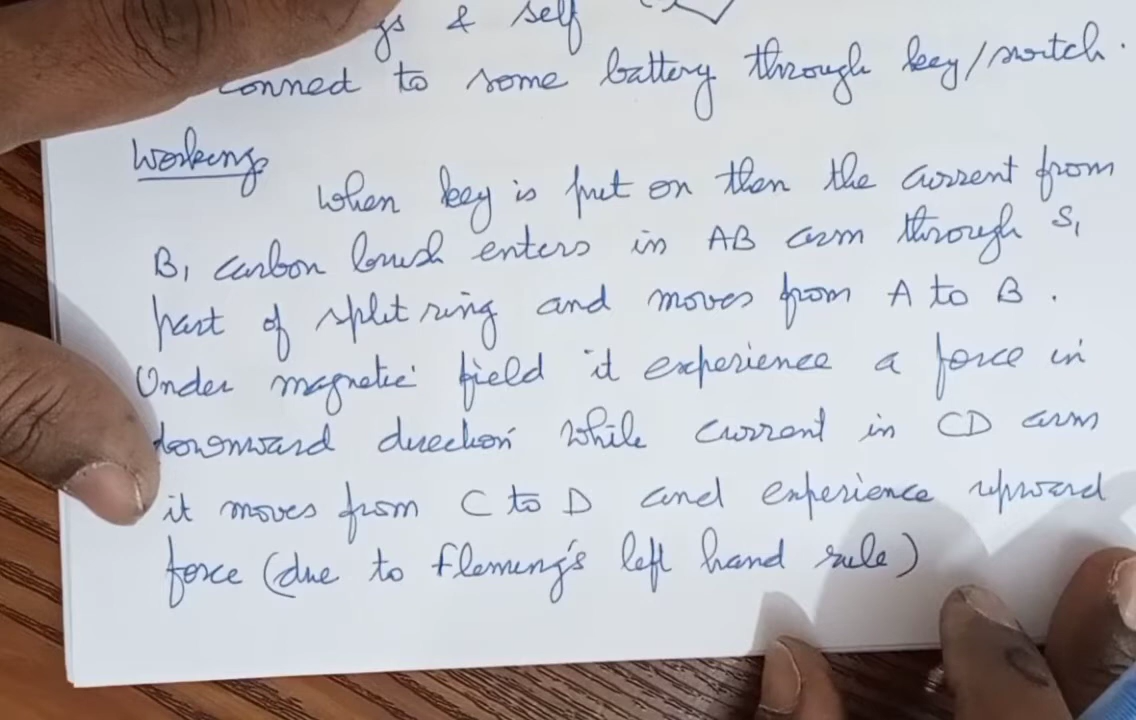 gs & self
conned to some battery through key/switch.
Working
When key is put on then the current from
B₁ carbon brush enters in AB arm through S₁
part of split ring and moves from A to B.
Under magnetic field it experience a force in
downward direction while current in CD arm
it moves from C to D and experience upward
force (due to Fleming's left hand rule)